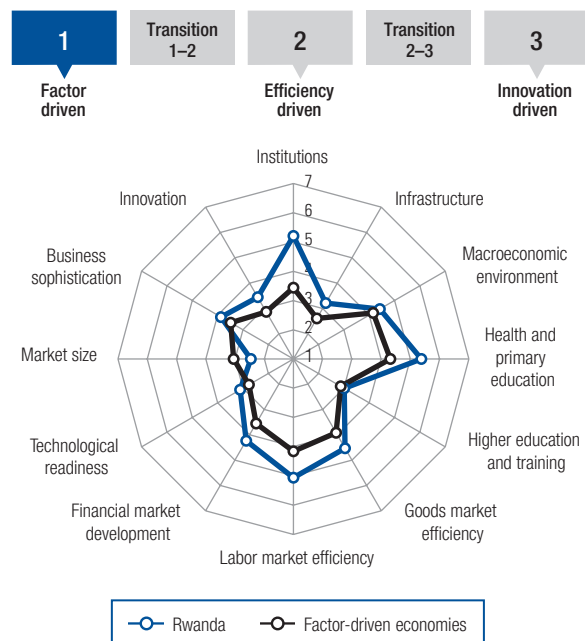 1
Transition
1–2
2
Transition
2–3
3
Factor
driven
Efficiency
driven
Innovation
driven
Institutions
Infrastructure
Macroeconomic
environment
Health and
primary
education
Higher education
and training
Goods market
efficiency
Labor market efficiency
Financial market
development
Technological
readiness
Market size
Business
sophistication
Innovation
7
6
5
4
3
2
1
Rwanda
Factor-driven economies